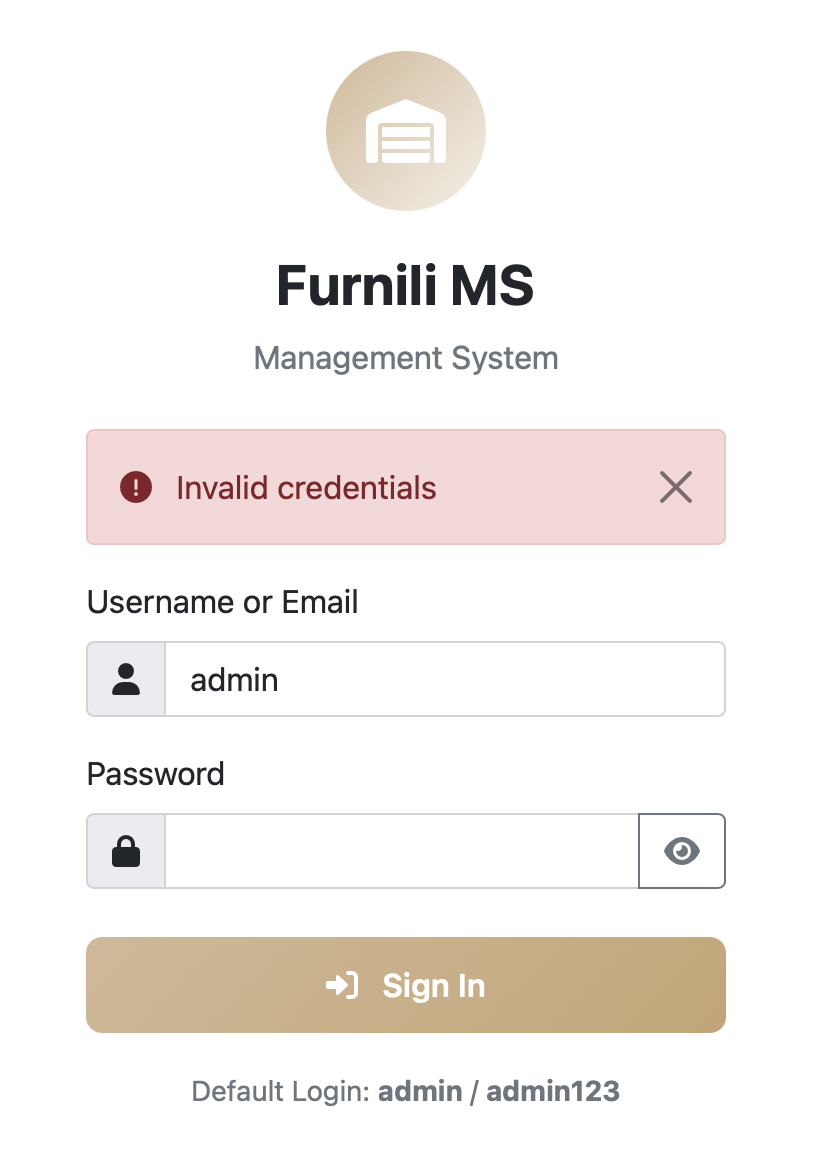 Furnili MS
Management System
Invalid credentials
Username or Email
admin
Password
Sign In
Default Login: admin / admin123